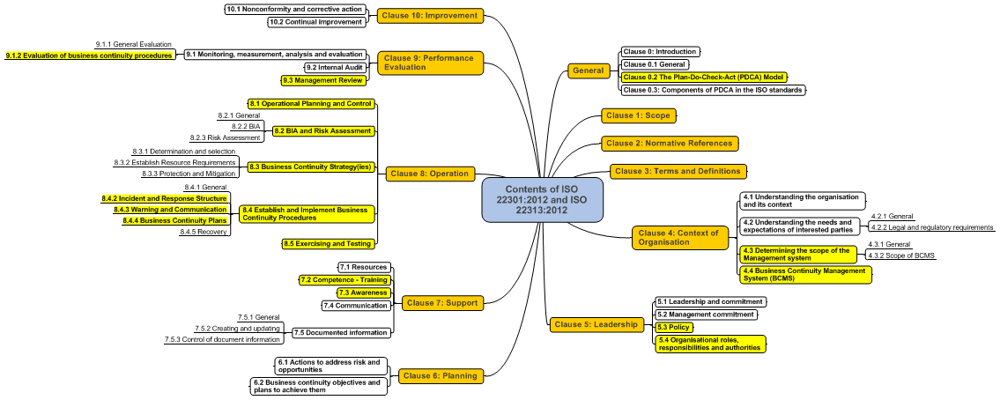 Contents of ISO
22301:2012 and ISO
22313:2012
General
Clause 0: Introduction
Clause 0.1 General
Clause 0.2 The Plan-Do-Check-Act (PDCA) Model
Clause 0.3: Components of PDCA in the ISO standards
Clause 1: Scope
Clause 2: Normative References
Clause 3: Terms and Definitions
Clause 4: Context of
Organisation
4.1 Understanding the organisation
and its context
4.2 Understanding the needs and
expectations of interested parties
4.2.1 General
4.2.2 Legal and regulatory requirements
4.3 Determining the scope of the
Management system
4.3.1 General
4.3.2 Scope of BCMS
4.4 Business Continuity Management
System (BCMS)
Clause 5: Leadership
5.1 Leadership and commitment
5.2 Management commitment
5.3 Policy
5.4 Organisational roles,
responsibilities and authorities
Clause 6: Planning
6.1 Actions to address risk and
opportunities
6.2 Business continuity objectives and
plans to achieve them
Clause 7: Support
7.1 Resources
7.2 Competence - Training
7.3 Awareness
7.4 Communication
7.5 Documented information
7.5.1 General
7.5.2 Creating and updating
7.5.3 Control of document information
Clause 8: Operation
8.1 Operational Planning and Control
8.2 BIA and Risk Assessment
8.2.1 General
8.2.2 BIA
8.2.3 Risk Assessment
8.3 Business Continuity Strategy(ies)
8.3.1 Determination and selection
8.3.2 Establish Resource Requirements
8.3.3 Protection and Mitigation
8.4 Establish and Implement Business
Continuity Procedures
8.4.1 General
8.4.2 Incident and Response Structure
8.4.3 Warning and Communication
8.4.4 Business Continuity Plans
8.4.5 Recovery
8.5 Exercising and Testing
Clause 9: Performance
Evaluation
9.1 Monitoring, measurement, analysis and evaluation
9.1.1 General Evaluation
9.1.2 Evaluation of business continuity procedures
9.2 Internal Audit
9.3 Management Review
Clause 10: Improvement
10.1 Nonconformity and corrective action
10.2 Continual improvement